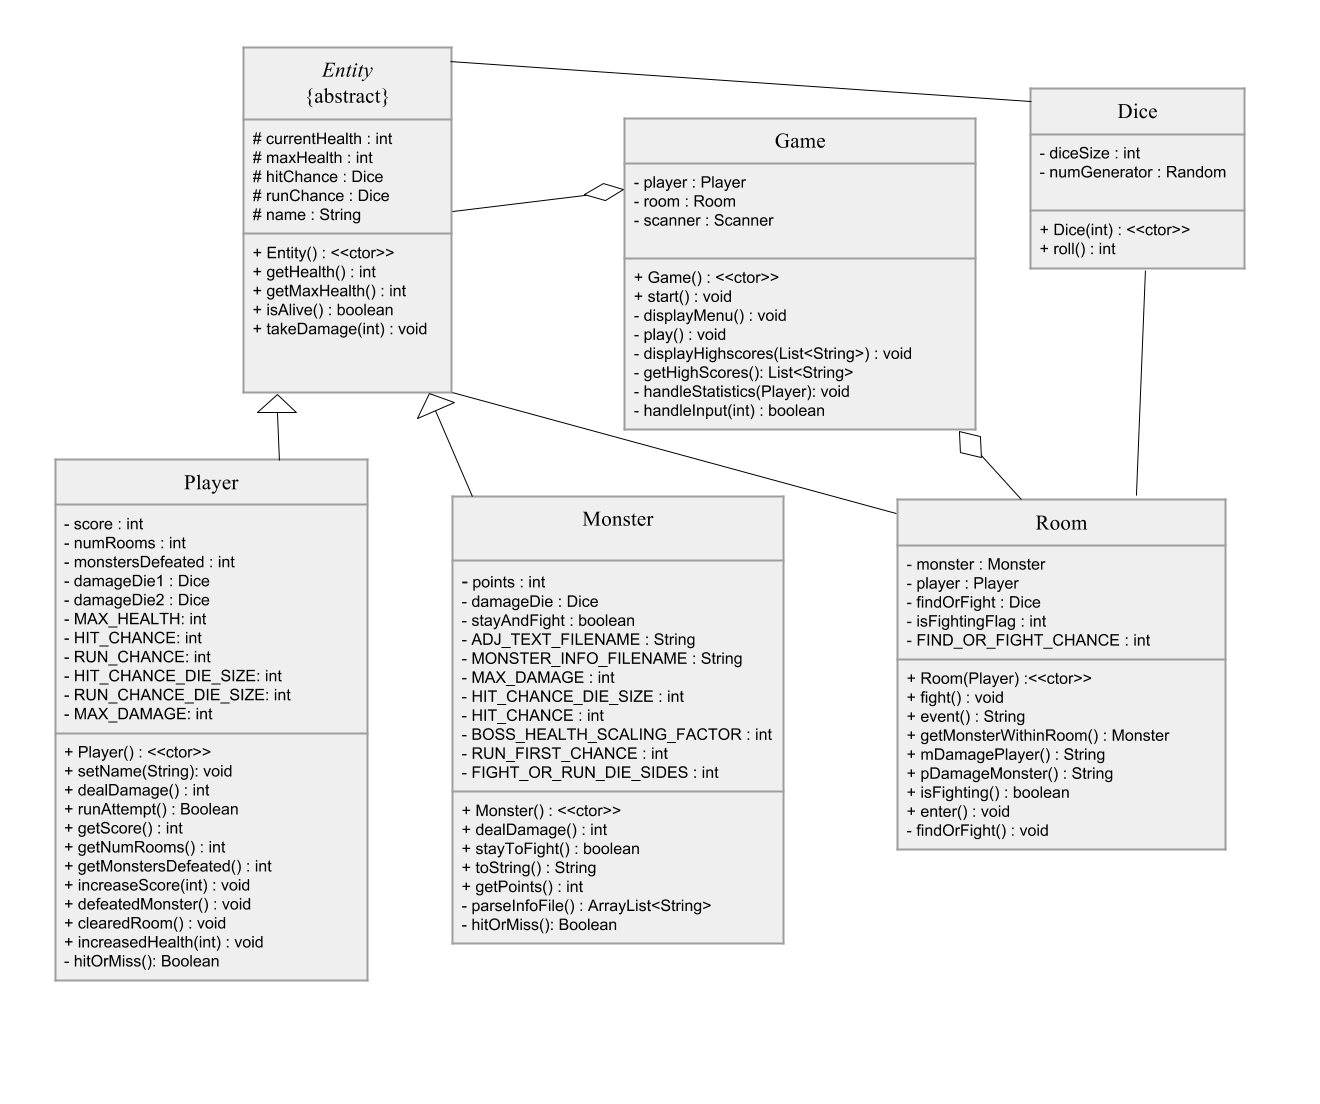 Entity
{abstract}
# currentHealth : int
# maxHealth : int
# hitChance : Dice
# runChance : Dice
# name : String
+ Entity() : <<ctor>>
+ getHealth() : int
+ getMaxHealth() : int
+ isAlive() : boolean
+ takeDamage(int) : void
Game
- player : Player
- room : Room
- scanner : Scanner
+ Game() : <<ctor>>
+ start() : void
- displayMenu() : void
- play() : void
- displayHighscores(List<String>) : void
- getHighScores(): List<String>
- handleStatistics(Player): void
- handleInput(int) : boolean
Dice
- diceSize : int
- numGenerator : Random
+ Dice(int) : <<ctor>>
+ roll() : int
Player
- score : int
- numRooms : int
- monstersDefeated : int
- damageDie1 : Dice
- damageDie2 : Dice
- MAX_HEALTH: int
- HIT_CHANCE: int
- RUN_CHANCE: int
- HIT_CHANCE_DIE_SIZE: int
- RUN_CHANCE_DIE_SIZE: int
- MAX_DAMAGE: int
+ Player() : <<ctor>>
+ setName(String): void
+ dealDamage() : int
+ runAttempt() : Boolean
+ getScore() : int
+ getNumRooms() : int
+ getMonstersDefeated() : int
+ increaseScore(int) : void
+ defeatedMonster() : void
+ clearedRoom() : void
+ increasedHealth(int) : void
- hitOrMiss(): Boolean
Monster
- points : int
- damageDie : Dice
- stayAndFight : boolean
- ADJ_TEXT_FILENAME : String
- MONSTER_INFO_FILENAME : String
- MAX_DAMAGE : int
- HIT_CHANCE_DIE_SIZE : int
- HIT_CHANCE : int
- BOSS_HEALTH_SCALING_FACTOR : int
- RUN_FIRST_CHANCE : int
- FIGHT_OR_RUN_DIE_SIDES : int
+ Monster() : <<ctor>>
+ dealDamage() : int
+ stayToFight() : boolean
+ toString() : String
+ getPoints() : int
- parseInfoFile() : ArrayList<String>
- hitOrMiss(): Boolean
Room
- monster : Monster
- player : Player
- findOrFight : Dice
- isFightingFlag : int
- FIND_OR_FIGHT_CHANCE : int
+ Room(Player) :<<ctor>>
+ fight() : void
+ event() : String
+ getMonsterWithinRoom() : Monster
+ mDamagePlayer() : String
+ pDamageMonster() : String
+ isFighting() : boolean
+ enter() : void
- findOrFight() : void